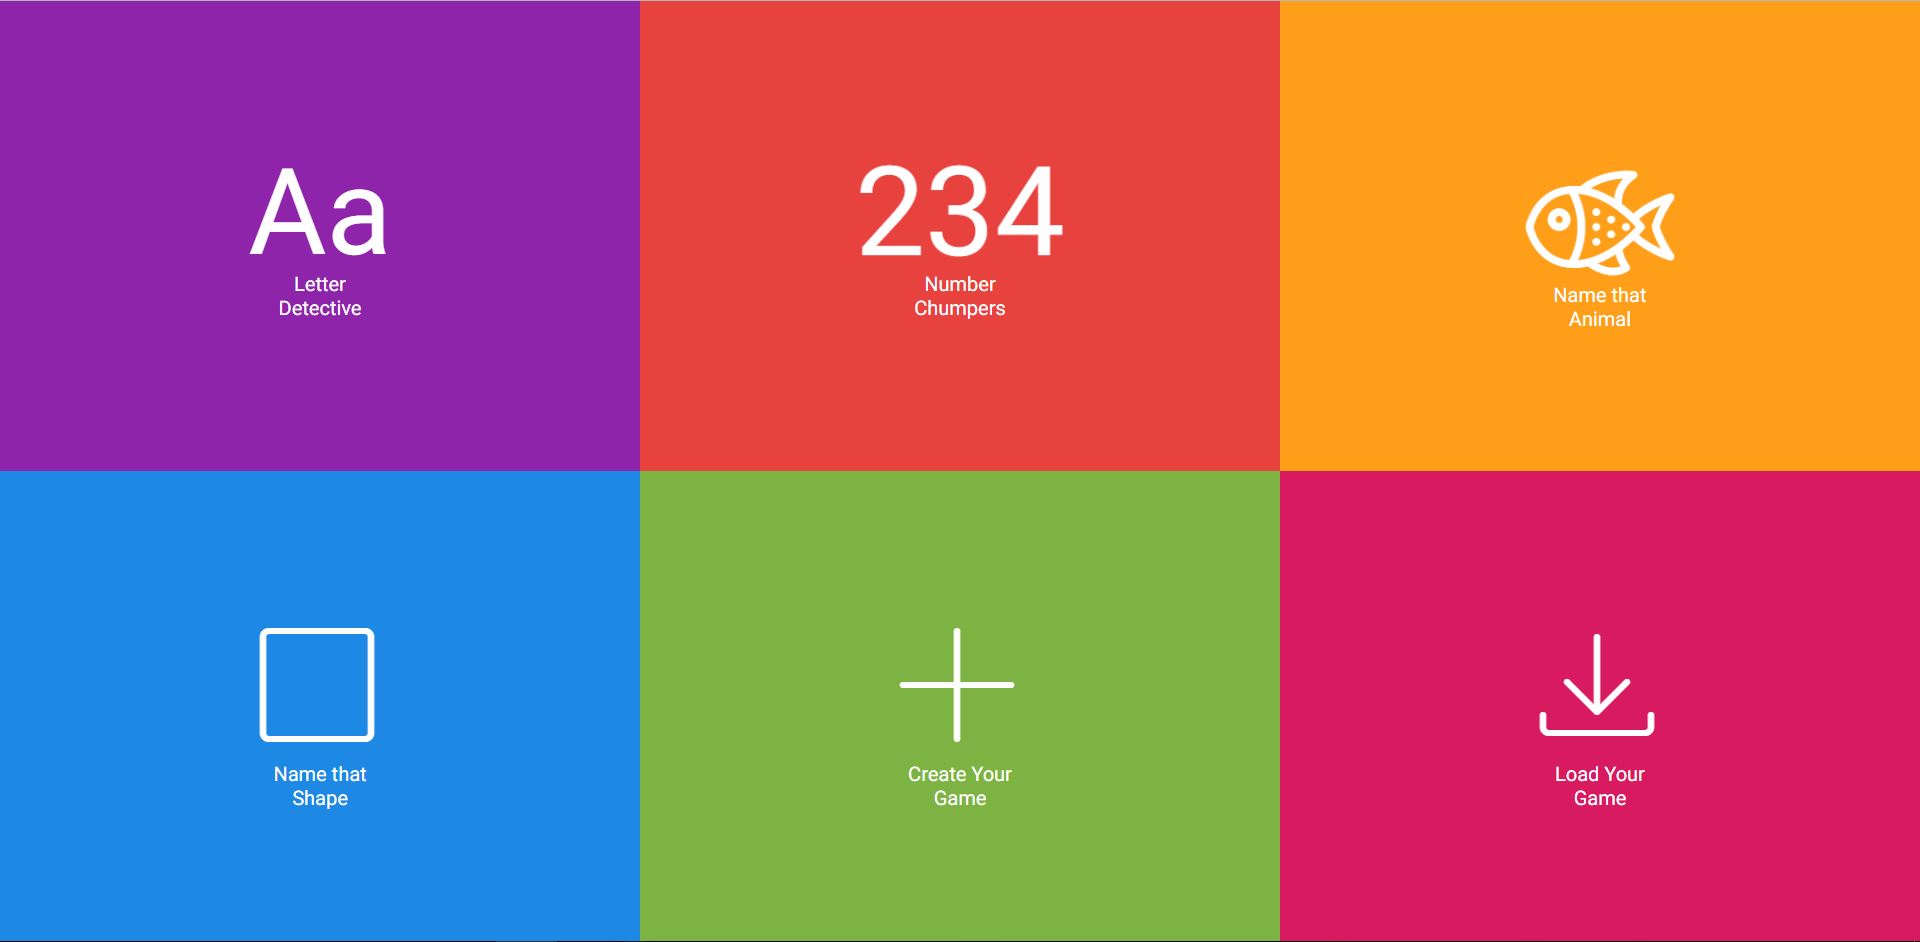 Aa
Letter
Detective
234
Number
Chumpers
Name that
Animal
Name that
Shape
Create Your
Game
Load Your
Game